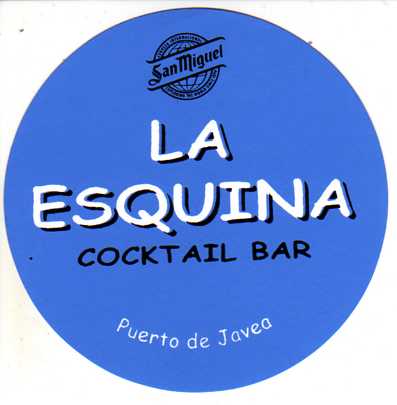 San Miguel
LA
ESQUINA
COCKTAIL BAR
Puerto de Javea